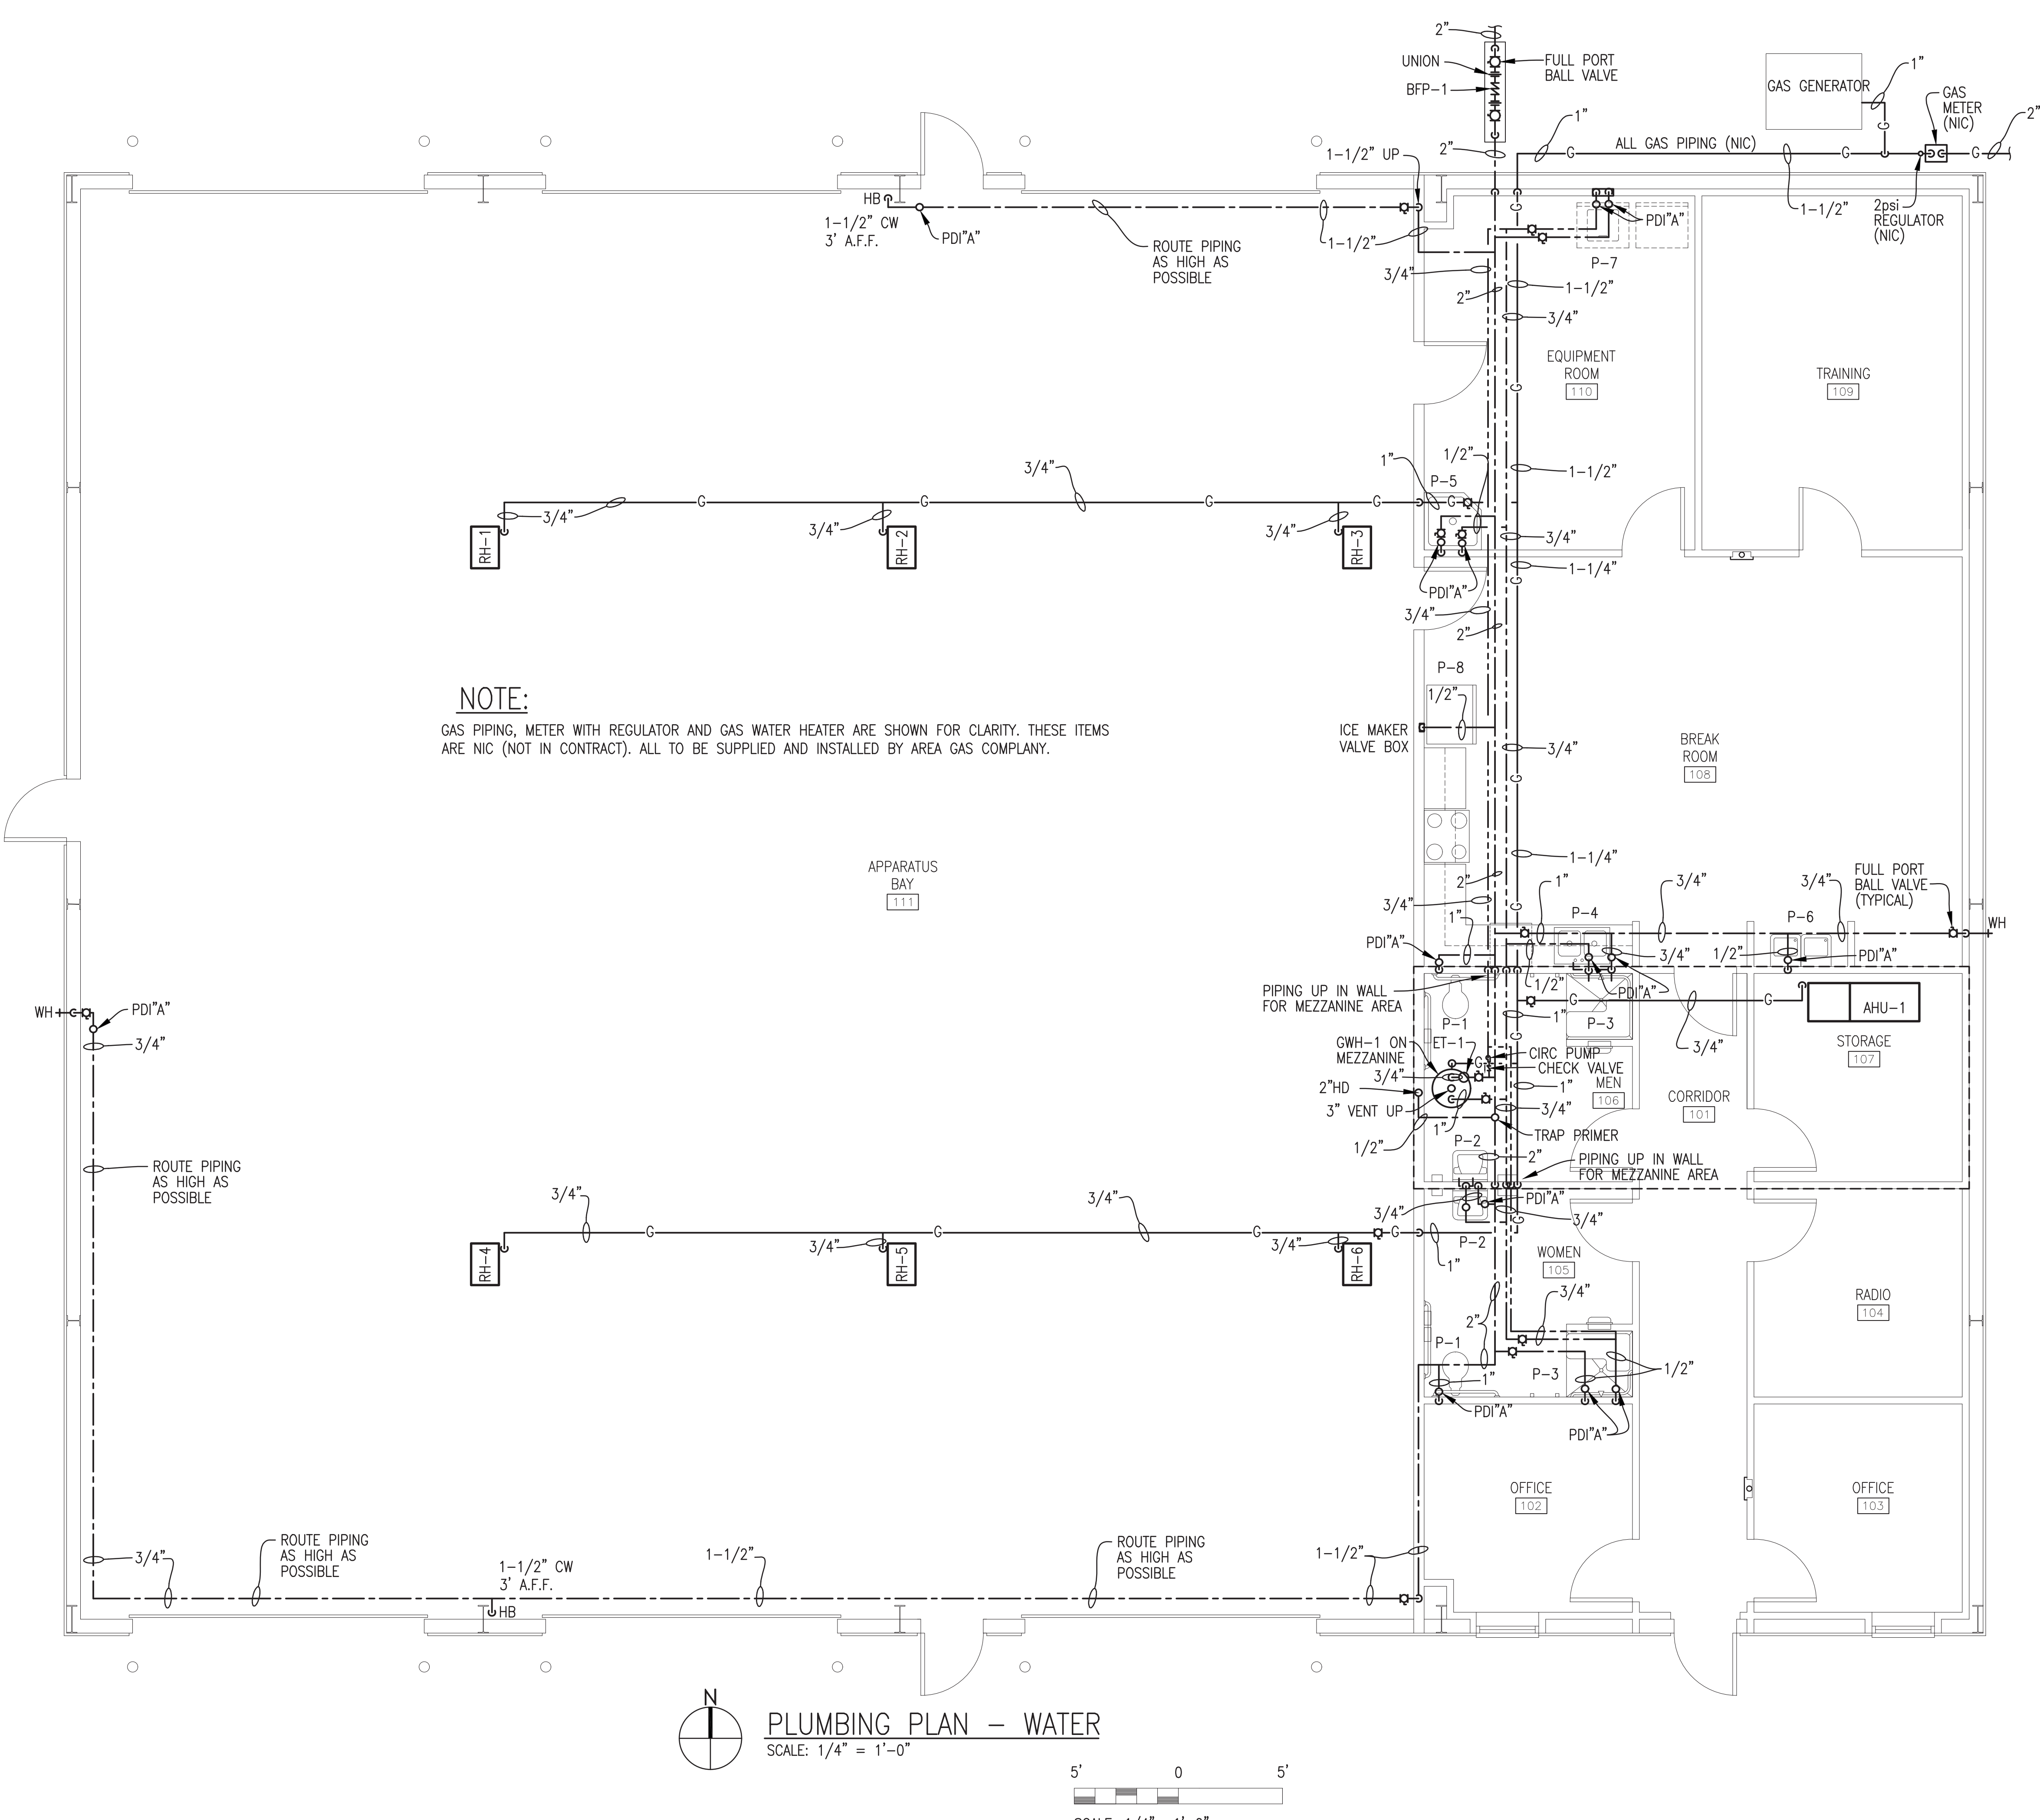 2"
UNION
FULL PORT
BALL VALVE
BFP-1
GAS GENERATOR
1"
GAS
METER
(NIC)
2"
1"
2"
ALL GAS PIPING (NIC)
G
G
G
G
1-1/2" UP
HB
1-1/2" CW
3' A.F.F.
PDI"A"
ROUTE PIPING
AS HIGH AS
POSSIBLE
1-1/2"
PDI"A"
1-1/2"
2psi
REGULATOR
(NIC)
G
P-7
3/4"
2"
1-1/2"
3/4"
EQUIPMENT
ROOM
110
TRAINING
109
G
3/4"
1"
1/2"
1-1/2"
P-5
G
G
G
G
G
3/4"
3/4"
3/4"
3/4"
RH-1
RH-2
RH-3
1-1/4"
G
PDI"A"
3/4"
2"
P-8
NOTE:
1/2"
GAS PIPING, METER WITH REGULATOR AND GAS WATER HEATER ARE SHOWN FOR CLARITY. THESE ITEMS
ARE NIC (NOT IN CONTRACT). ALL TO BE SUPPLIED AND INSTALLED BY AREA GAS COMPLANY.
ICE MAKER
VALVE BOX
3/4"
BREAK
ROOM
108
G
APPARATUS
BAY
111
1-1/4"
2"
1"
3/4"
3/4"
FULL PORT
BALL VALVE
(TYPICAL)
3/4"
G
P-4
P-6
1"
WH
PDI"A"
3/4"
1/2"
PDI"A"
1/2"
PIPING UP IN WALL
FOR MEZZANINE AREA
PDI"A"
G
G
WH
PDI"A"
1"
P-1
P-3
AHU-1
3/4"
GWH-1 ON
MEZZANINE
ET-1
3/4"
STORAGE
107
CIRC PUMP
G
G
CHECK VALVE
3/4"
MEN
106
1"
2"HD
CORRIDOR
101
3" VENT UP
3/4"
1"
TRAP PRIMER
1/2"
P-2
2"
PIPING UP IN WALL
FOR MEZZANINE AREA
ROUTE PIPING
AS HIGH AS
POSSIBLE
3/4"
3/4"
PDI"A"
3/4"
3/4"
G
G
G
G
G
3/4"
3/4"
P-2
RH-4
RH-5
RH-6
1"
WOMEN
105
3/4"
RADIO
104
2"
P-1
1/2"
P-3
1"
PDI"A"
PDI"A"
OFFICE
102
OFFICE
103
3/4"
ROUTE PIPING
AS HIGH AS
POSSIBLE
1-1/2" CW
3' A.F.F.
1-1/2"
ROUTE PIPING
AS HIGH AS
POSSIBLE
1-1/2"
HB
N
PLUMBING PLAN - WATER
SCALE: 1/4" = 1'-0"
5' 0 5'